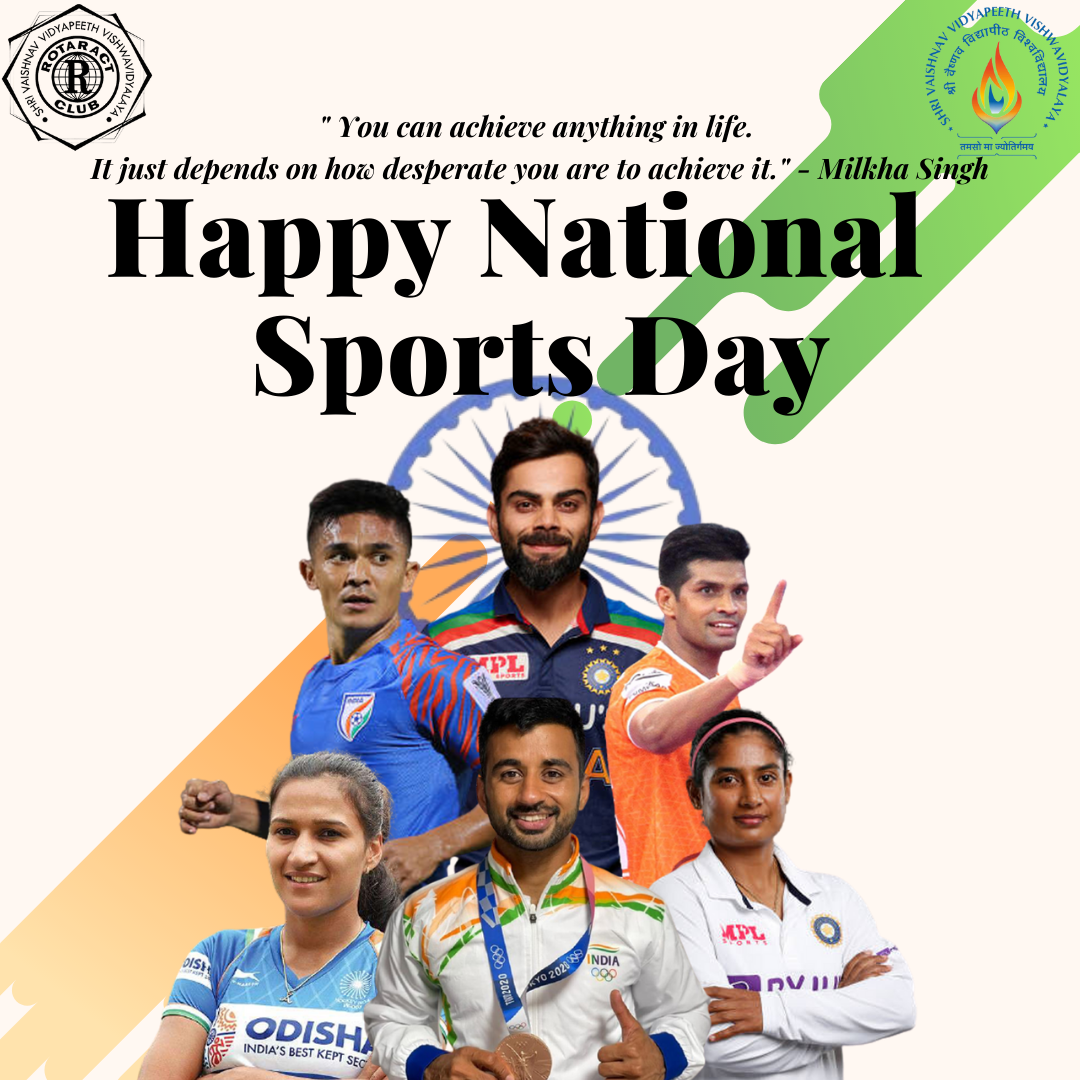 SHRI VAISHNAV VIDYAPEETH VISHWAVIDYALAYA
ROTARACT
R
CLUB
SHRI VAISHNAV VIDYAPEETH VISHWAVIDYALAYA
श्री वैष्णव विद्यापीठ विश्वविद्यालय
तमसो मा ज्योतिर्गमय
" You can achieve anything in life.
It just depends on how desperate you are to achieve it." - Milkha Singh
Happy National
Sports Day
MPL
SPORTS
INDIA
INDIA
TOKYO 2020
MPL
SPORTS
ODISHA
INDIA'S BEST KEPT